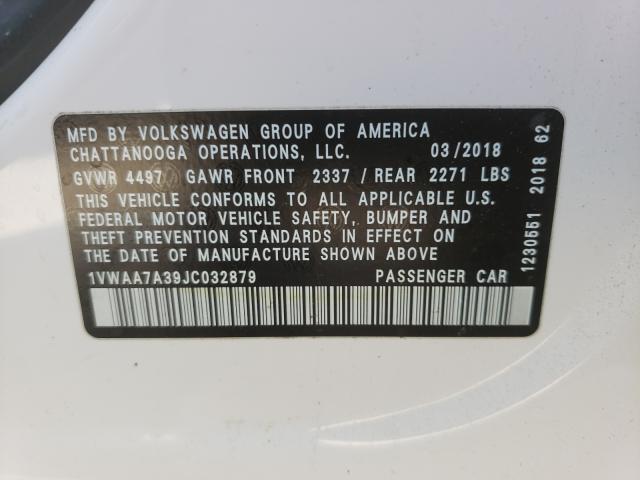 MFD BY VOLKSWAGEN GROUP OF AMERICA
CHATTANOOGA OPERATIONS, LLC. 03/2018
GVWR 4497 GAWR FRONT 2337 / REAR 2271 LBS
THIS VEHICLE CONFORMS TO ALL APPLICABLE U.S.
FEDERAL MOTOR VEHICLE SAFETY, BUMPER AND
THEFT PREVENTION STANDARDS IN EFFECT ON
THE DATE OF MANUFACTURE SHOWN ABOVE
1VWAA7A39JC032879 PASSENGER CAR
1230551 2018 62